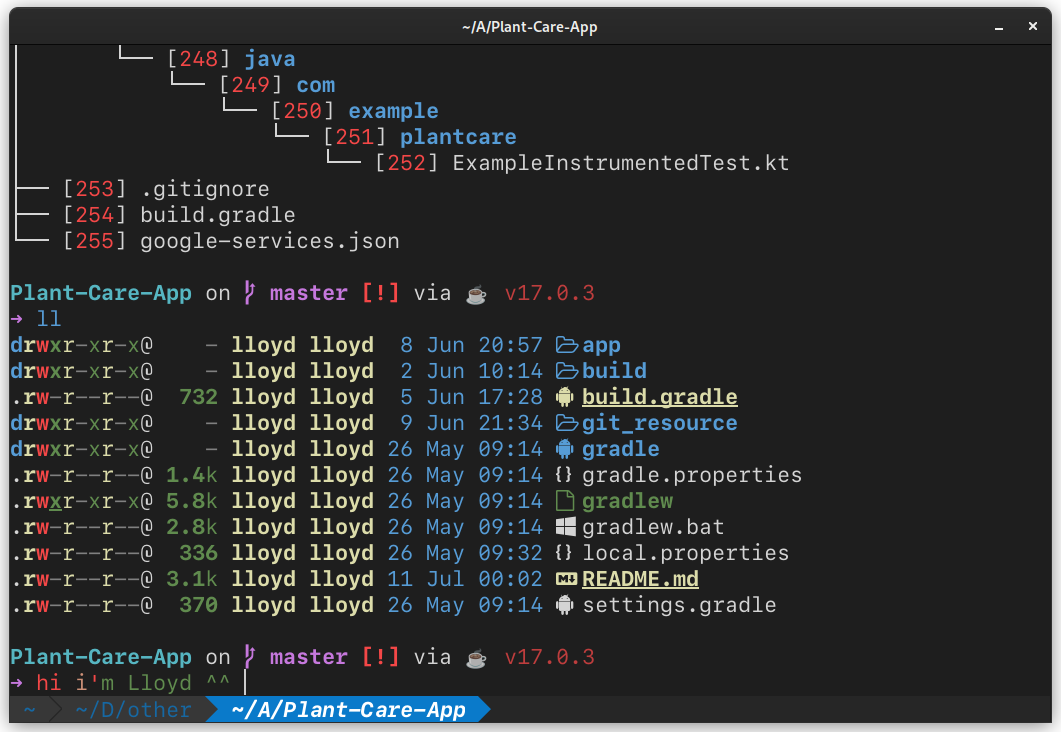 ~/A/Plant-Care-App
[248] java
[249] com
[250] example
[251] plantcare
[252] ExampleInstrumentedTest.kt
[253] .gitignore
[254] build.gradle
[255] google-services.json
Plant-Care-App on master [!] via ☕ v17.0.3
→ ll
drwxr-xr-x@ - lloyd lloyd 8 Jun 20:57 app
drwxr-xr-x@ - lloyd lloyd 2 Jun 10:14 build
.rw-r--r--@ 732 lloyd lloyd 5 Jun 17:28 build.gradle
drwxr-xr-x@ - lloyd lloyd 9 Jun 21:34 git_resource
drwxr-xr-x@ - lloyd lloyd 26 May 09:14 gradle
.rw-r--r--@ 1.4k lloyd lloyd 26 May 09:14 {} gradle.properties
.rwxr-xr-x@ 5.8k lloyd lloyd 26 May 09:14 gradlew
.rw-r--r--@ 2.8k lloyd lloyd 26 May 09:14 gradlew.bat
.rw-r--r--@ 336 lloyd lloyd 26 May 09:32 {} local.properties
.rw-r--r--@ 3.1k lloyd lloyd 11 Jul 00:02 README.md
.rw-r--r--@ 370 lloyd lloyd 26 May 09:14 settings.gradle
Plant-Care-App on master [!] via ☕ v17.0.3
→ hi i'm Lloyd ^^
~ ~/D/other ~/A/Plant-Care-App